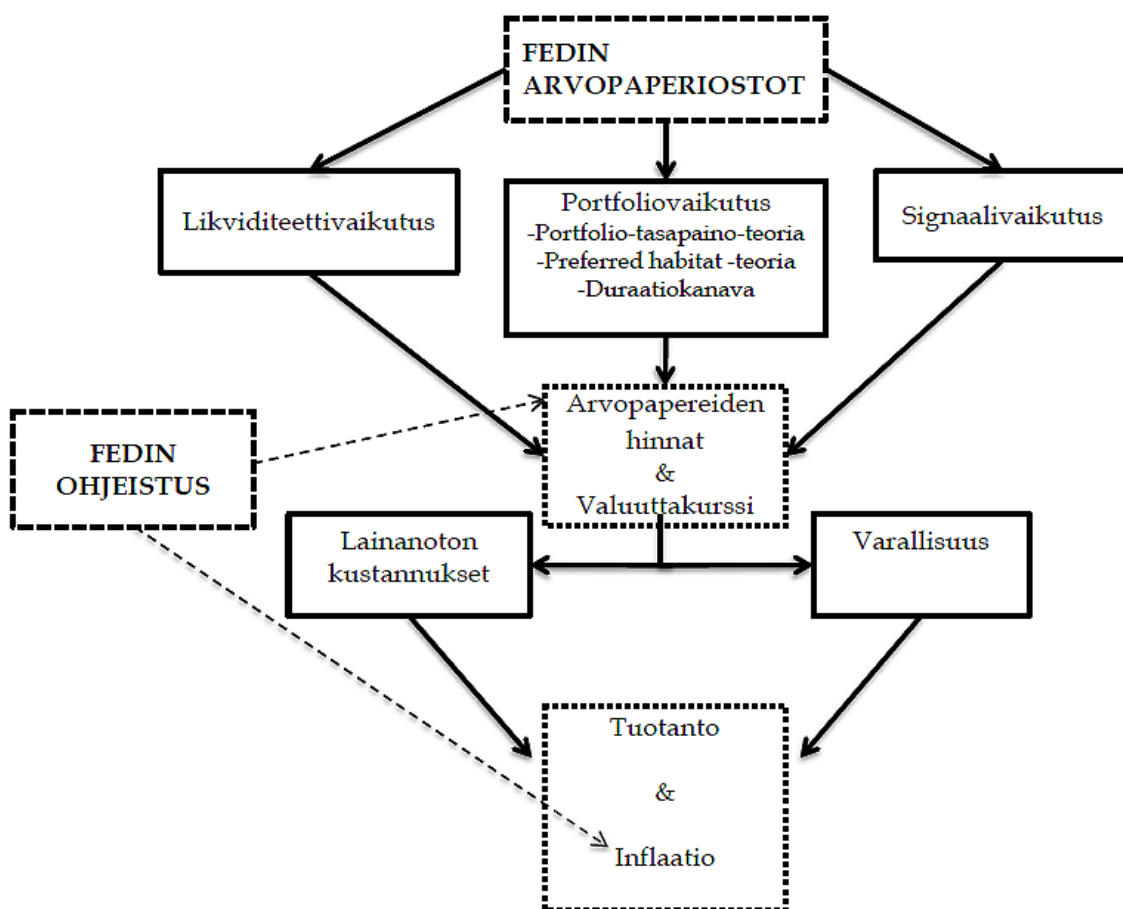 FEDIN
ARVOPAPERIOSTOT
Likviditeettivaikutus
Portfoliovaikutus
-Portfolio-tasapaino-teoria
-Preferred habitat -teoria
-Duraatiokanava
Signaalivaikutus
FEDIN
OHJEISTUS
Arvopapereiden
hinnat
&
Valuuttakurssi
Lainanoton
kustannukset
Varallisuus
Tuotanto
&
Inflaatio